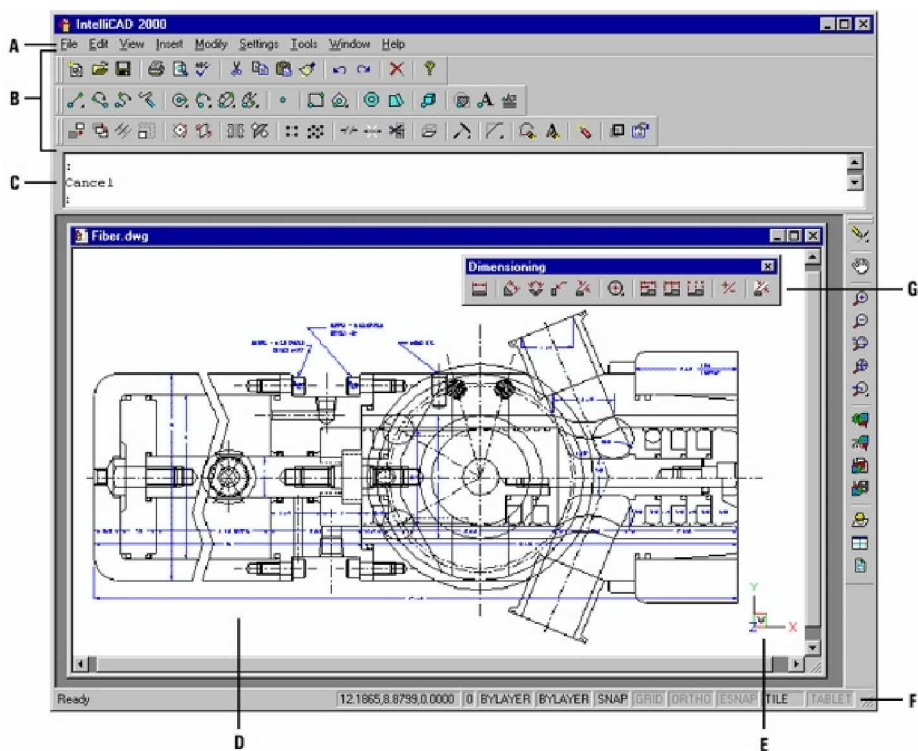 IntelliCAD 2000
A
File Edit View Insert Modify Settings Tools Window Help
B
C
:
Cancel
:
Fiber.dwg
Dimensioning
G
Y
W
Z X
Ready 12.1865,8.8799,0.0000 0 BYLAYER BYLAYER SNAP GRID ORTHO ESNAP TILE TABLET
F
D
E